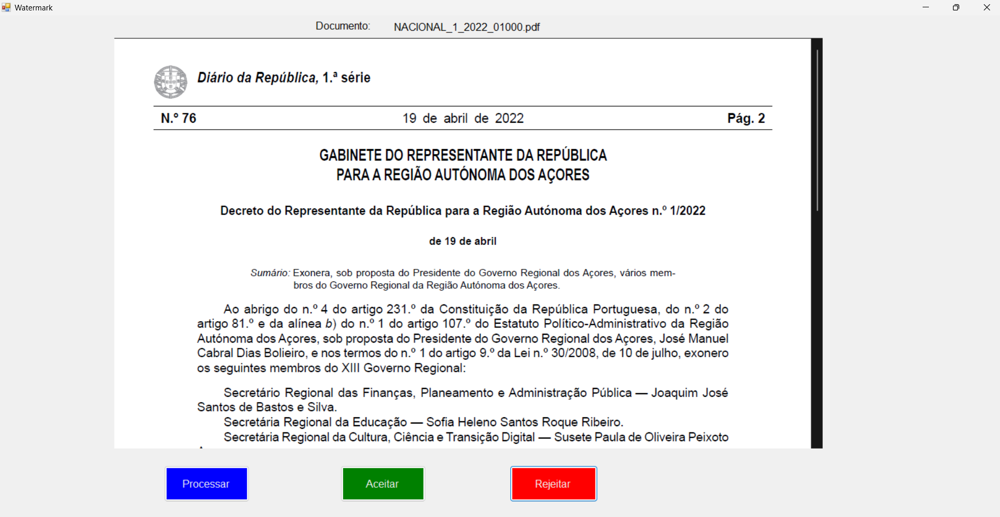 Watermark
Documento: NACIONAL_1_2022_01000.pdf
Diário da República, 1.ª série
N.º 76 19 de abril de 2022 Pág. 2
GABINETE DO REPRESENTANTE DA REPÚBLICA
PARA A REGIÃO AUTÓNOMA DOS AÇORES
Decreto do Representante da República para a Região Autónoma dos Açores n.º 1/2022
de 19 de abril
Sumário: Exonera, sob proposta do Presidente do Governo Regional dos Açores, vários mem-
bros do Governo Regional da Região Autónoma dos Açores.
Ao abrigo do n.º 4 do artigo 231.º da Constituição da República Portuguesa, do n.º 2 do
artigo 81.º e da alínea b) do n.º 1 do artigo 107.º do Estatuto Político-Administrativo da Região
Autónoma dos Açores, sob proposta do Presidente do Governo Regional dos Açores, José Manuel
Cabral Dias Bolieiro, e nos termos do n.º 1 do artigo 9.º da Lei n.º 30/2008, de 10 de julho, exonero
os seguintes membros do XIII Governo Regional:
Secretário Regional das Finanças, Planeamento e Administração Pública — Joaquim José
Santos de Bastos e Silva.
Secretária Regional da Educação — Sofia Heleno Santos Roque Ribeiro.
Secretária Regional da Cultura, Ciência e Transição Digital — Susete Paula de Oliveira Peixoto
Processar Aceitar Rejeitar